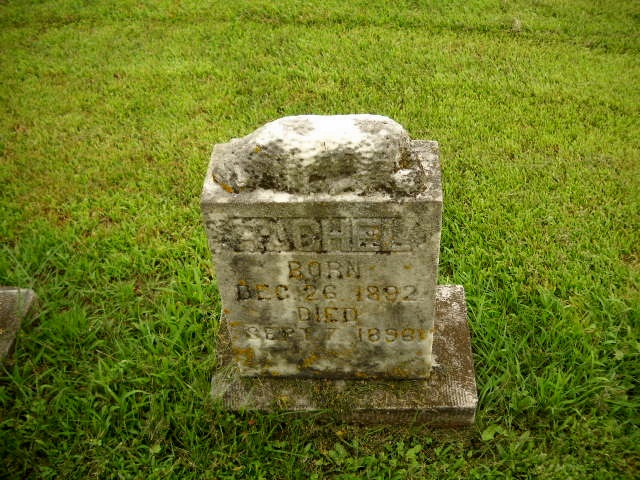 RACHEL
BORN
DEC 26 1892
DIED
SEPT 7 1898